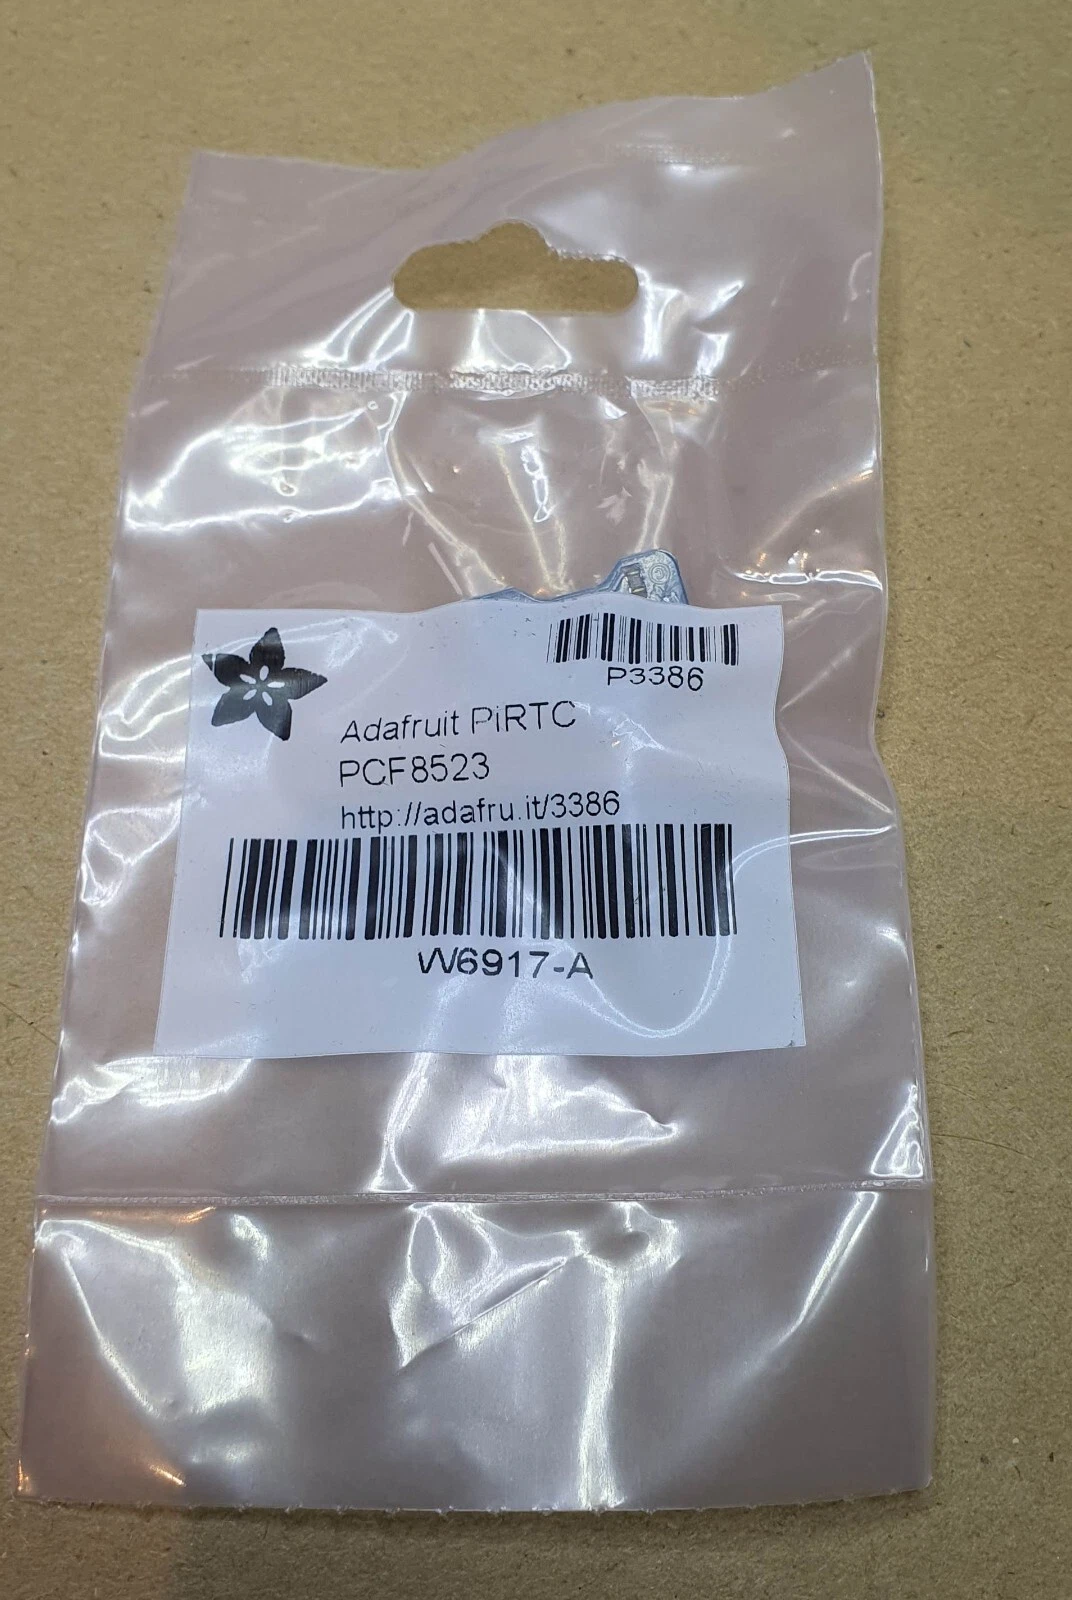 P3386
Adafruit PiRTC
PCF8523
http://adafru.it/3386
W6917-A